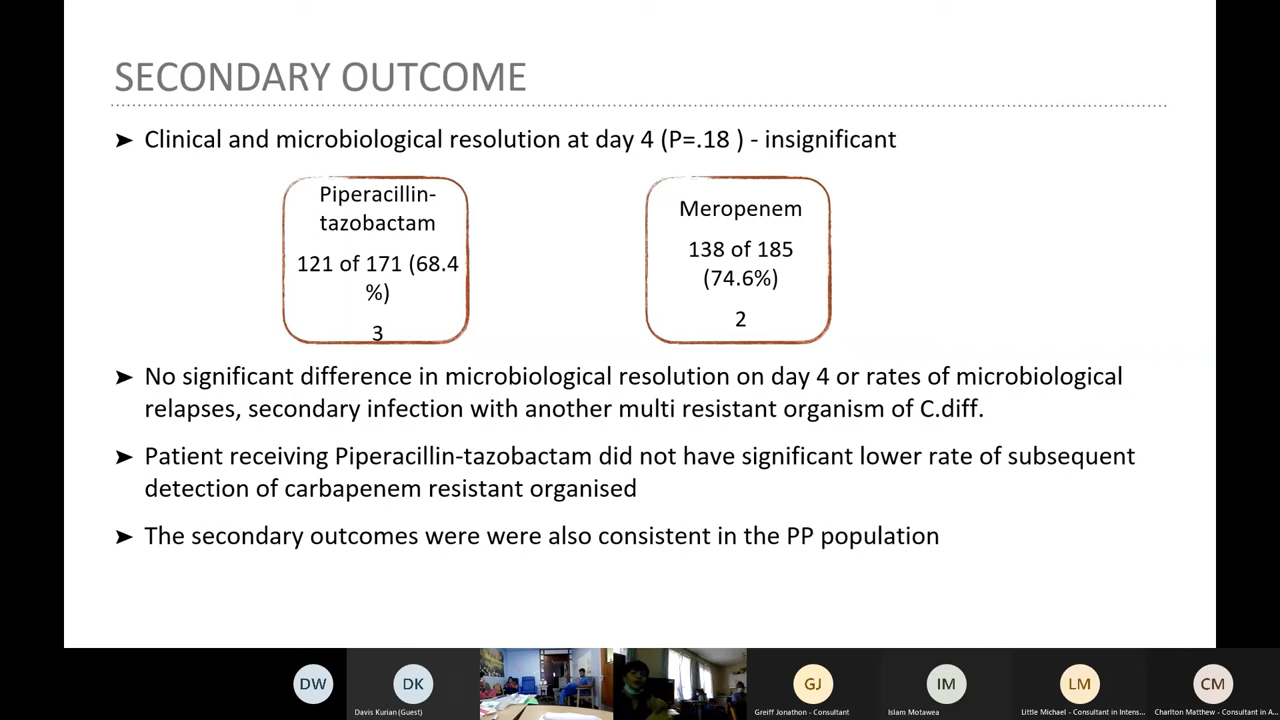 SECONDARY OUTCOME
➤ Clinical and microbiological resolution at day 4 (P=.18 ) - insignificant
Piperacillin-
tazobactam
121 of 171 (68.4
%)
3
Meropenem
138 of 185
(74.6%)
2
➤ No significant difference in microbiological resolution on day 4 or rates of microbiological
relapses, secondary infection with another multi resistant organism of C.diff.
➤ Patient receiving Piperacillin-tazobactam did not have significant lower rate of subsequent
detection of carbapenem resistant organised
➤ The secondary outcomes were were also consistent in the PP population
DW
DK
GJ
IM
LM
CM
Davis Kurian (Guest)
Greiff Jonathon - Consultant
Islam Motawea
Little Michael - Consultant in Intens...
Charlton Matthew - Consultant in A...